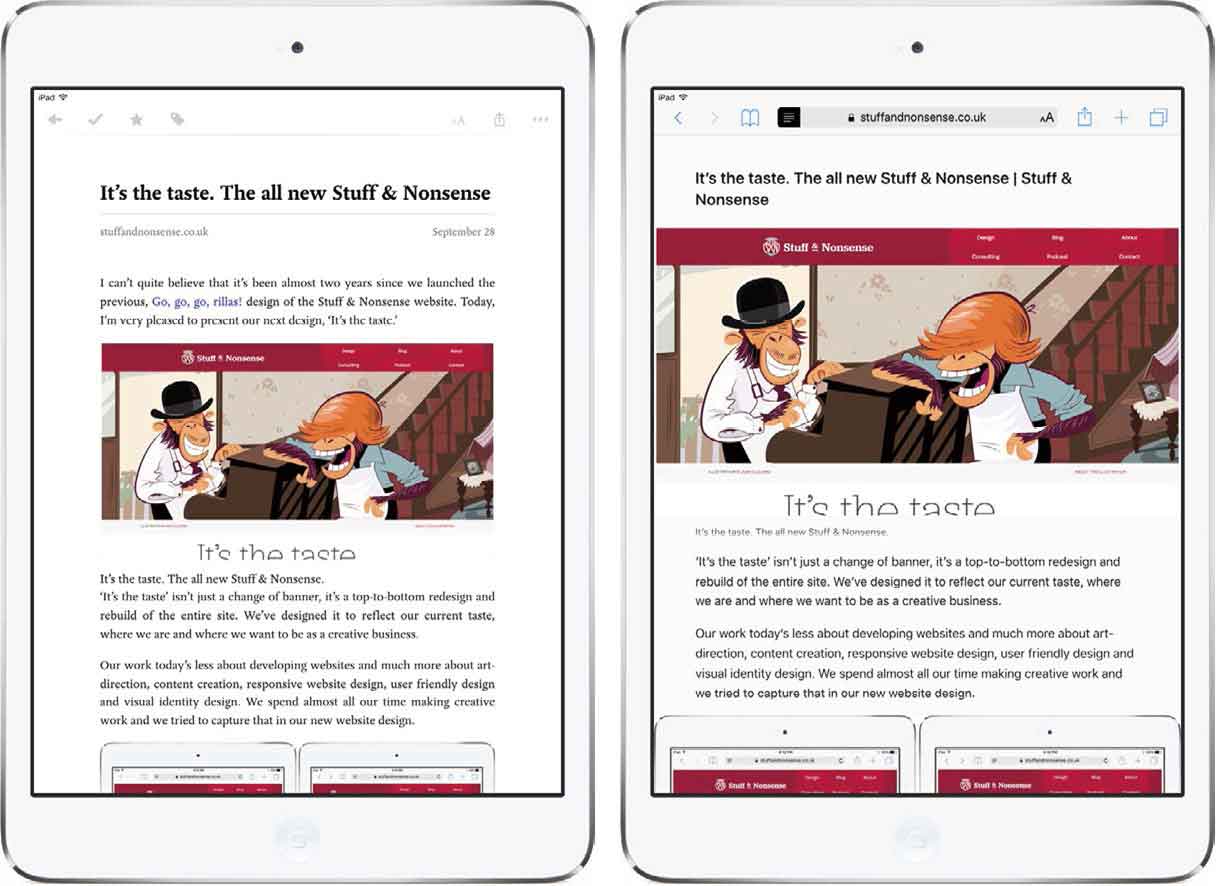 iPad
AA
It's the taste. The all new Stuff & Nonsense
stuffandnonsense.co.uk
September 28
I can't quite believe that it's been almost two years since we launched the
previous, Go, go, go, rillas! design of the Stuff & Nonsense website. Today,
I'm very pleased to present our next design, 'It's the taste.'
Stuff & Nonsense
Design Blog About
Consulting Podcast Contact
It's the taste
It's the taste. The all new Stuff & Nonsense.
'It's the taste' isn't just a change of banner, it's a top-to-bottom redesign and
rebuild of the entire site. We've designed it to reflect our current taste,
where we are and where we want to be as a creative business.
Our work today's less about developing websites and much more about art-
direction, content creation, responsive website design, user friendly design
and visual identity design. We spend almost all our time making creative
work and we tried to capture that in our new website design.
iPad
stuffandnonsense.co.uk
AA
It's the taste. The all new Stuff & Nonsense | Stuff &
Nonsense
Stuff & Nonsense
Design Blog About
Consulting Podcast Contact
It's the taste
It's the taste. The all new Stuff & Nonsense.
'It's the taste' isn't just a change of banner, it's a top-to-bottom redesign and
rebuild of the entire site. We've designed it to reflect our current taste, where
we are and where we want to be as a creative business.
Our work today's less about developing websites and much more about art-
direction, content creation, responsive website design, user friendly design and
visual identity design. We spend almost all our time making creative work and
we tried to capture that in our new website design.
stuffandnonsense.co.uk
Stuff & Nonsense
Design Blog About
stuffandnonsense.co.uk
Stuff & Nonsense
Design Blog About